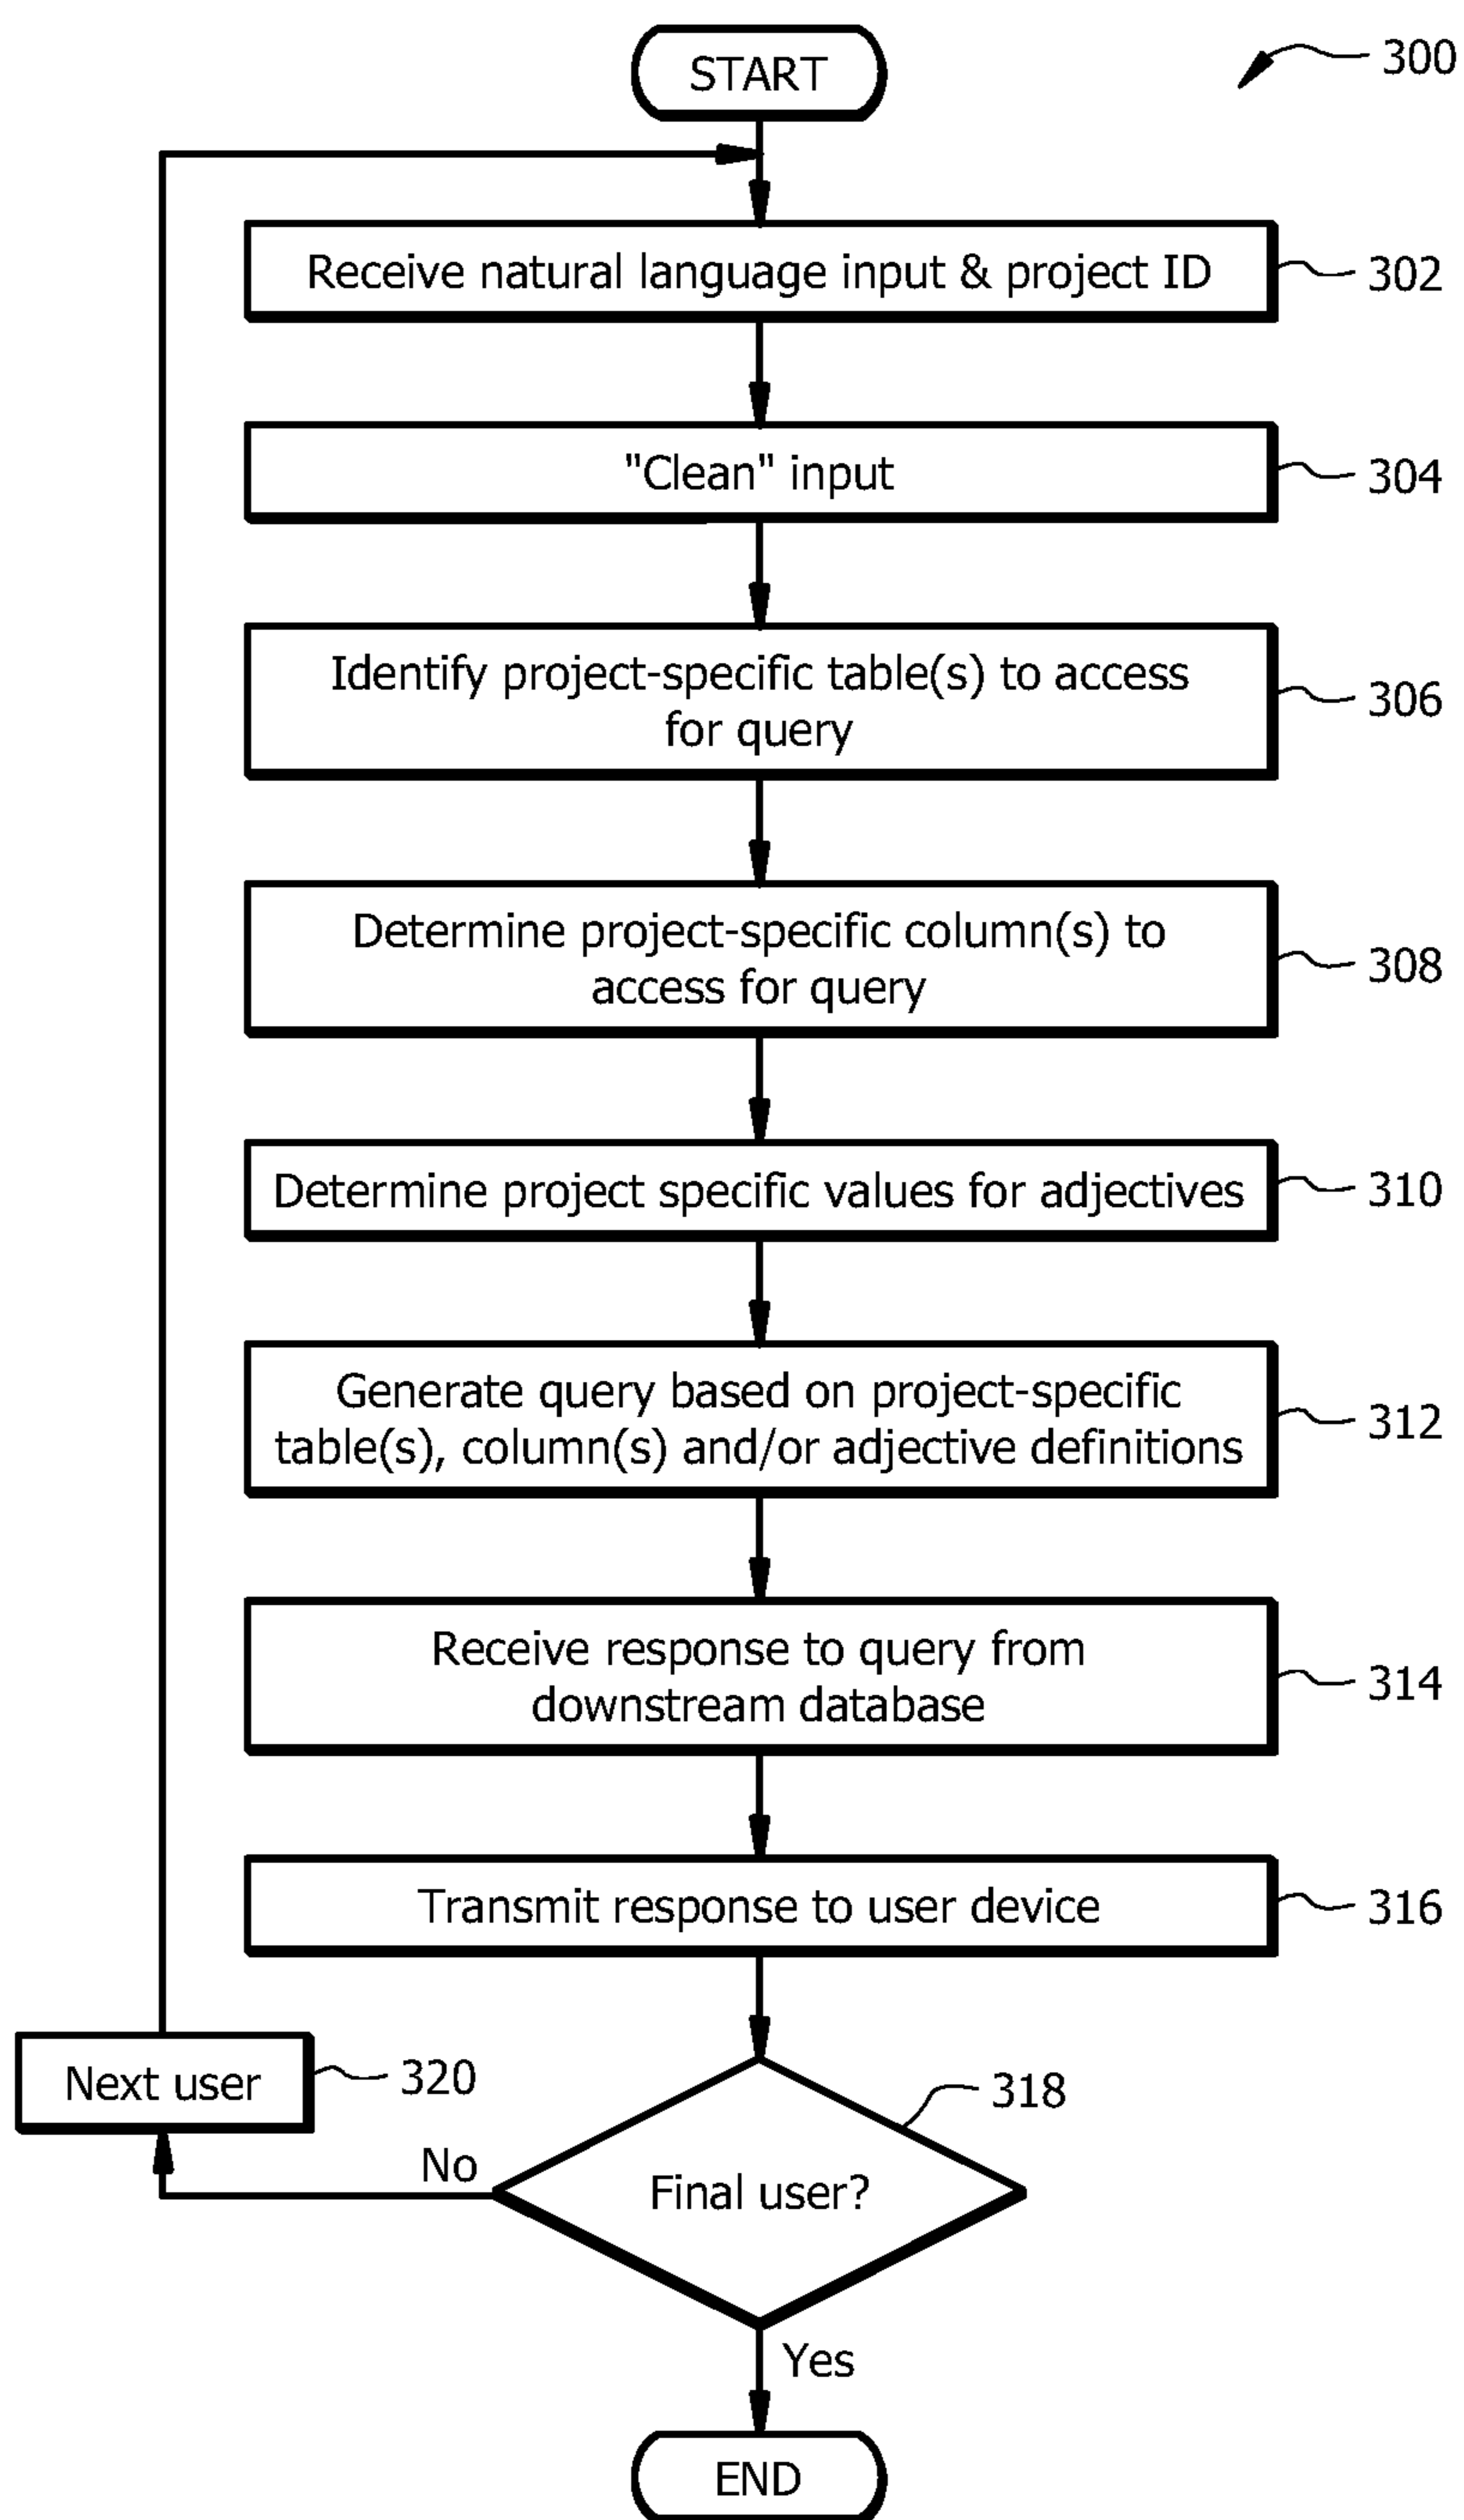 START
300
Receive natural language input & project ID
302
"Clean" input
304
Identify project-specific table(s) to access
for query
306
Determine project-specific column(s) to
access for query
308
Determine project specific values for adjectives
310
Generate query based on project-specific
table(s), column(s) and/or adjective definitions
312
Receive response to query from
downstream database
314
Transmit response to user device
316
Next user
320
318
No
Final user?
Yes
END